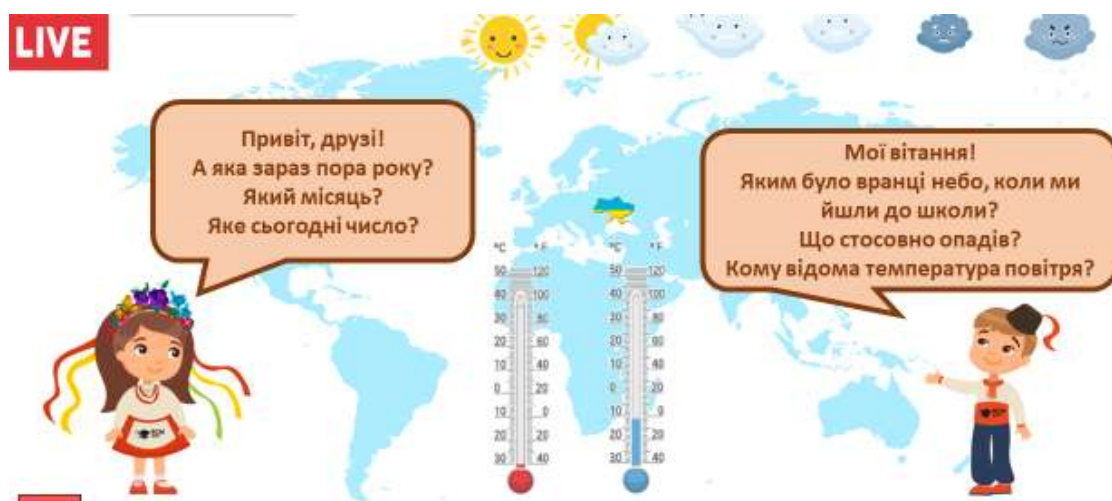 LIVE
Привіт, друзі!
А яка зараз пора року?
Який місяць?
Яке сьогодні число?
Мої вітання!
Яким було вранці небо, коли ми
йшли до школи?
Що стосовно опадів?
Кому відома температура повітря?
°C °F
50 120
40 100
30 80
20 60
10 40
0 20
10 0
20 20
30 40
°C °F
50 120
40 100
30 80
20 60
10 40
0 20
10 0
20 20
30 40